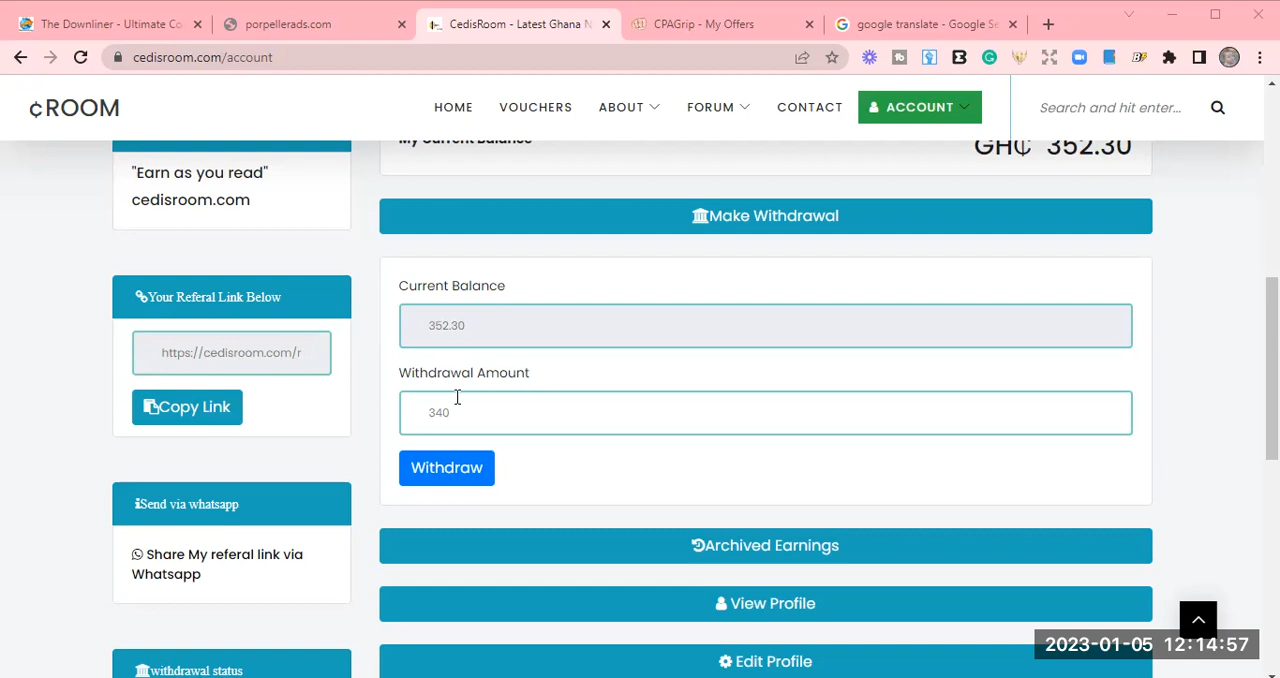 The Downliner - Ultimate Co
porpellerads.com
CedisRoom - Latest Ghana N
CPAGrip - My Offers
google translate - Google Se
cedisroom.com/account
¢ROOM
HOME
VOUCHERS
ABOUT
FORUM
CONTACT
ACCOUNT
Search and hit enter...
My Current Balance
GH₵ 352.30
"Earn as you read"
cedisroom.com
Make Withdrawal
Current Balance
352.30
Your Referal Link Below
https://cedisroom.com/r
Copy Link
Withdrawal Amount
340
Withdraw
Send via whatsapp
Share My referal link via
Whatsapp
Archived Earnings
View Profile
Edit Profile
withdrawal status
2023-01-05 12:14:57